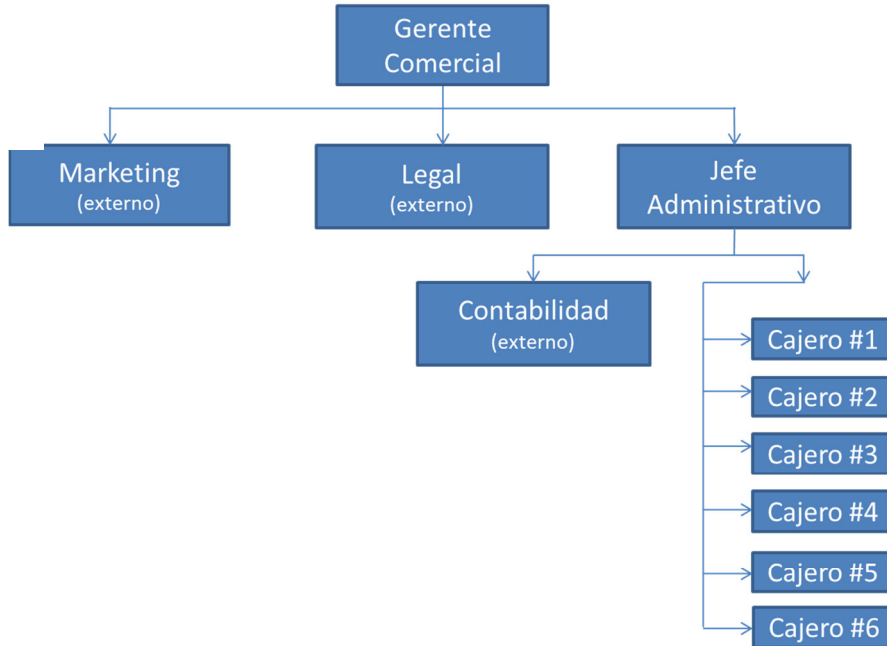 Gerente
Comercial
Marketing
(externo)
Legal
(externo)
Jefe
Administrativo
Contabilidad
(externo)
Cajero #1
Cajero #2
Cajero #3
Cajero #4
Cajero #5
Cajero #6